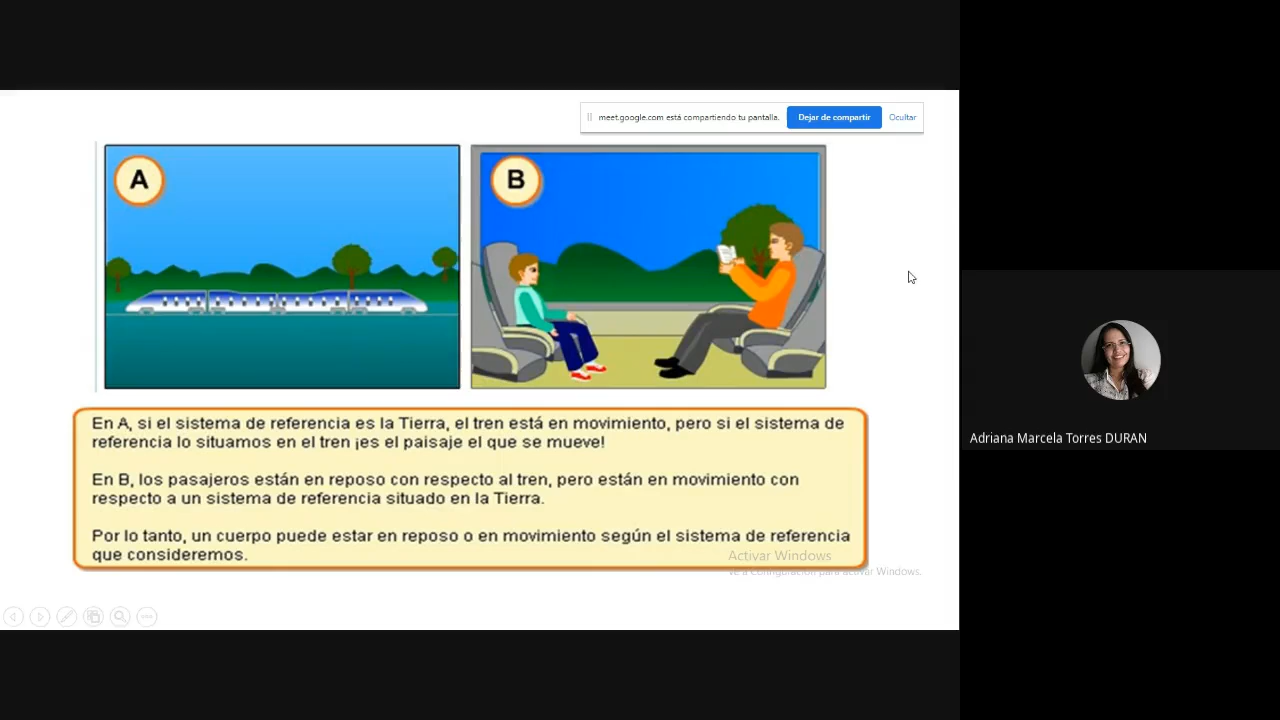 meet.google.com está compartiendo tu pantalla.
Dejar de compartir
Ocultar
A
B
En A, si el sistema de referencia es la Tierra, el tren está en movimiento, pero si el sistema de
referencia lo situamos en el tren ¡es el paisaje el que se mueve!
En B, los pasajeros están en reposo con respecto al tren, pero están en movimiento con
respecto a un sistema de referencia situado en la Tierra.
Por lo tanto, un cuerpo puede estar en reposo o en movimiento según el sistema de referencia
que consideremos.
Activar Windows
Ve a Configuración para activar Windows.
Adriana Marcela Torres DURAN